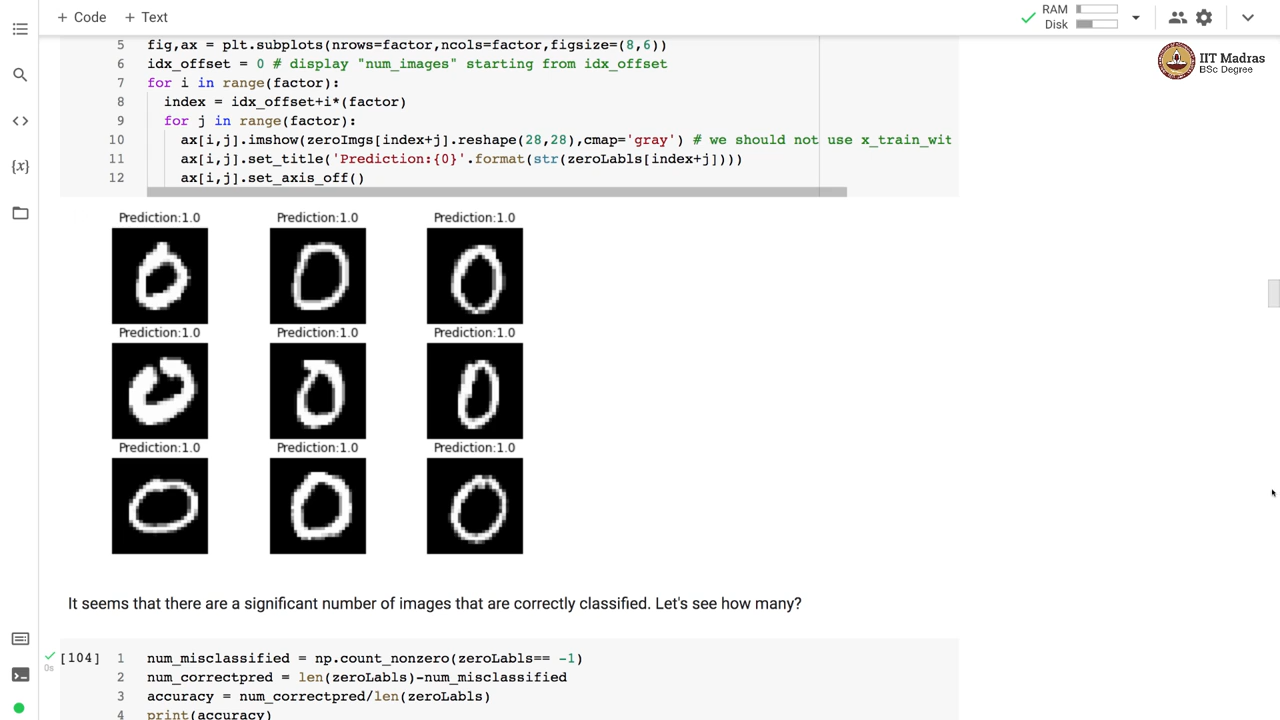 + Code + Text
RAM
Disk
IIT Madras
BSc Degree
5 fig,ax = plt.subplots(nrows=factor,ncols=factor,figsize=(8,6))
6 idx_offset = 0 # display "num_images" starting from idx_offset
7 for i in range(factor):
8 index = idx_offset+i*(factor)
9 for j in range(factor):
10 ax[i,j].imshow(zeroImgs[index+j].reshape(28,28),cmap='gray') # we should not use x_train_wit
11 ax[i,j].set_title('Prediction:{0}'.format(str(zeroLabls[index+j])))
12 ax[i,j].set_axis_off()
Prediction:1.0 Prediction:1.0 Prediction:1.0
Prediction:1.0 Prediction:1.0 Prediction:1.0
Prediction:1.0 Prediction:1.0 Prediction:1.0
It seems that there are a significant number of images that are correctly classified. Let's see how many?
0s
[104] 1 num_misclassified = np.count_nonzero(zeroLabls== -1)
2 num_correctpred = len(zeroLabls)-num_misclassified
3 accuracy = num_correctpred/len(zeroLabls)
4 print(accuracy)